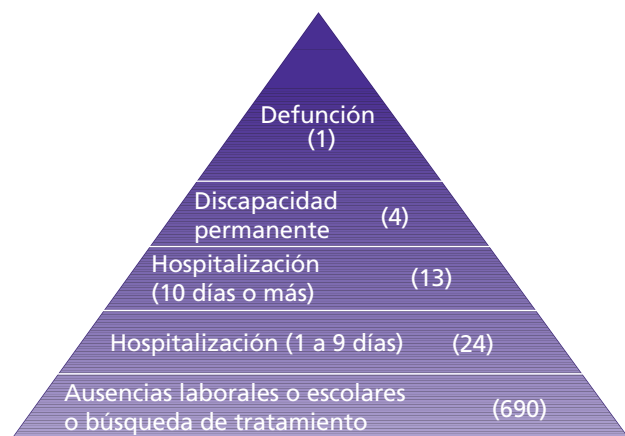 Defunción
(1)
Discapacidad
permanente (4)
Hospitalización
(10 días o más) (13)
Hospitalización (1 a 9 días) (24)
Ausencias laborales o escolares
o búsqueda de tratamiento (690)